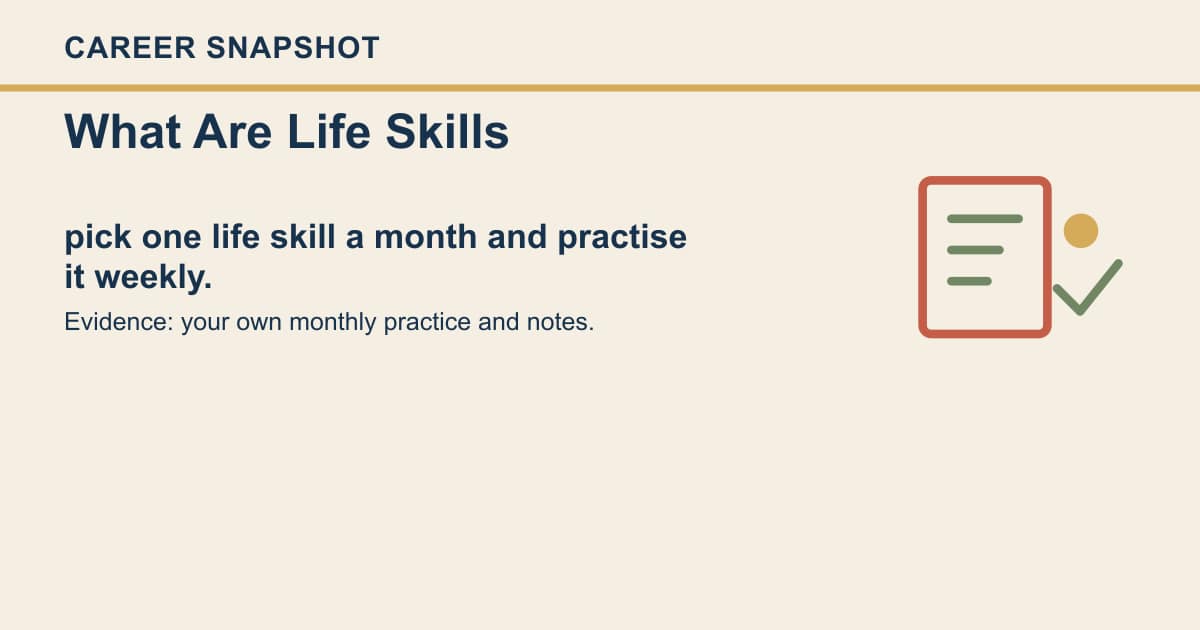 CAREER SNAPSHOT
What Are Life Skills
pick one life skill a month and practise
it weekly.
Evidence: your own monthly practice and notes.